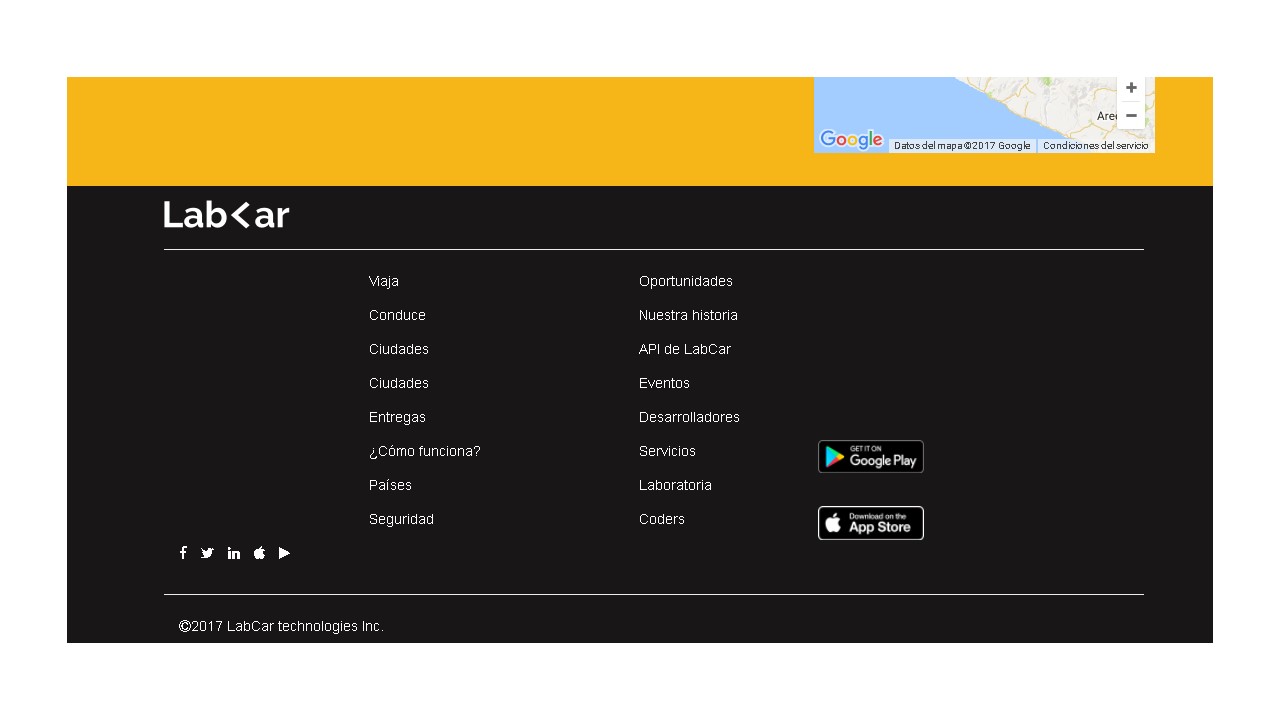 +
Are
−
Google
Datos del mapa ©2017 Google
Condiciones del servicio
Lab<ar
Viaja
Conduce
Ciudades
Ciudades
Entregas
¿Cómo funciona?
Países
Seguridad
Oportunidades
Nuestra historia
API de LabCar
Eventos
Desarrolladores
Servicios
Laboratoria
Coders
GET IT ON
Google Play
Download on the
App Store
©2017 LabCar technologies Inc.